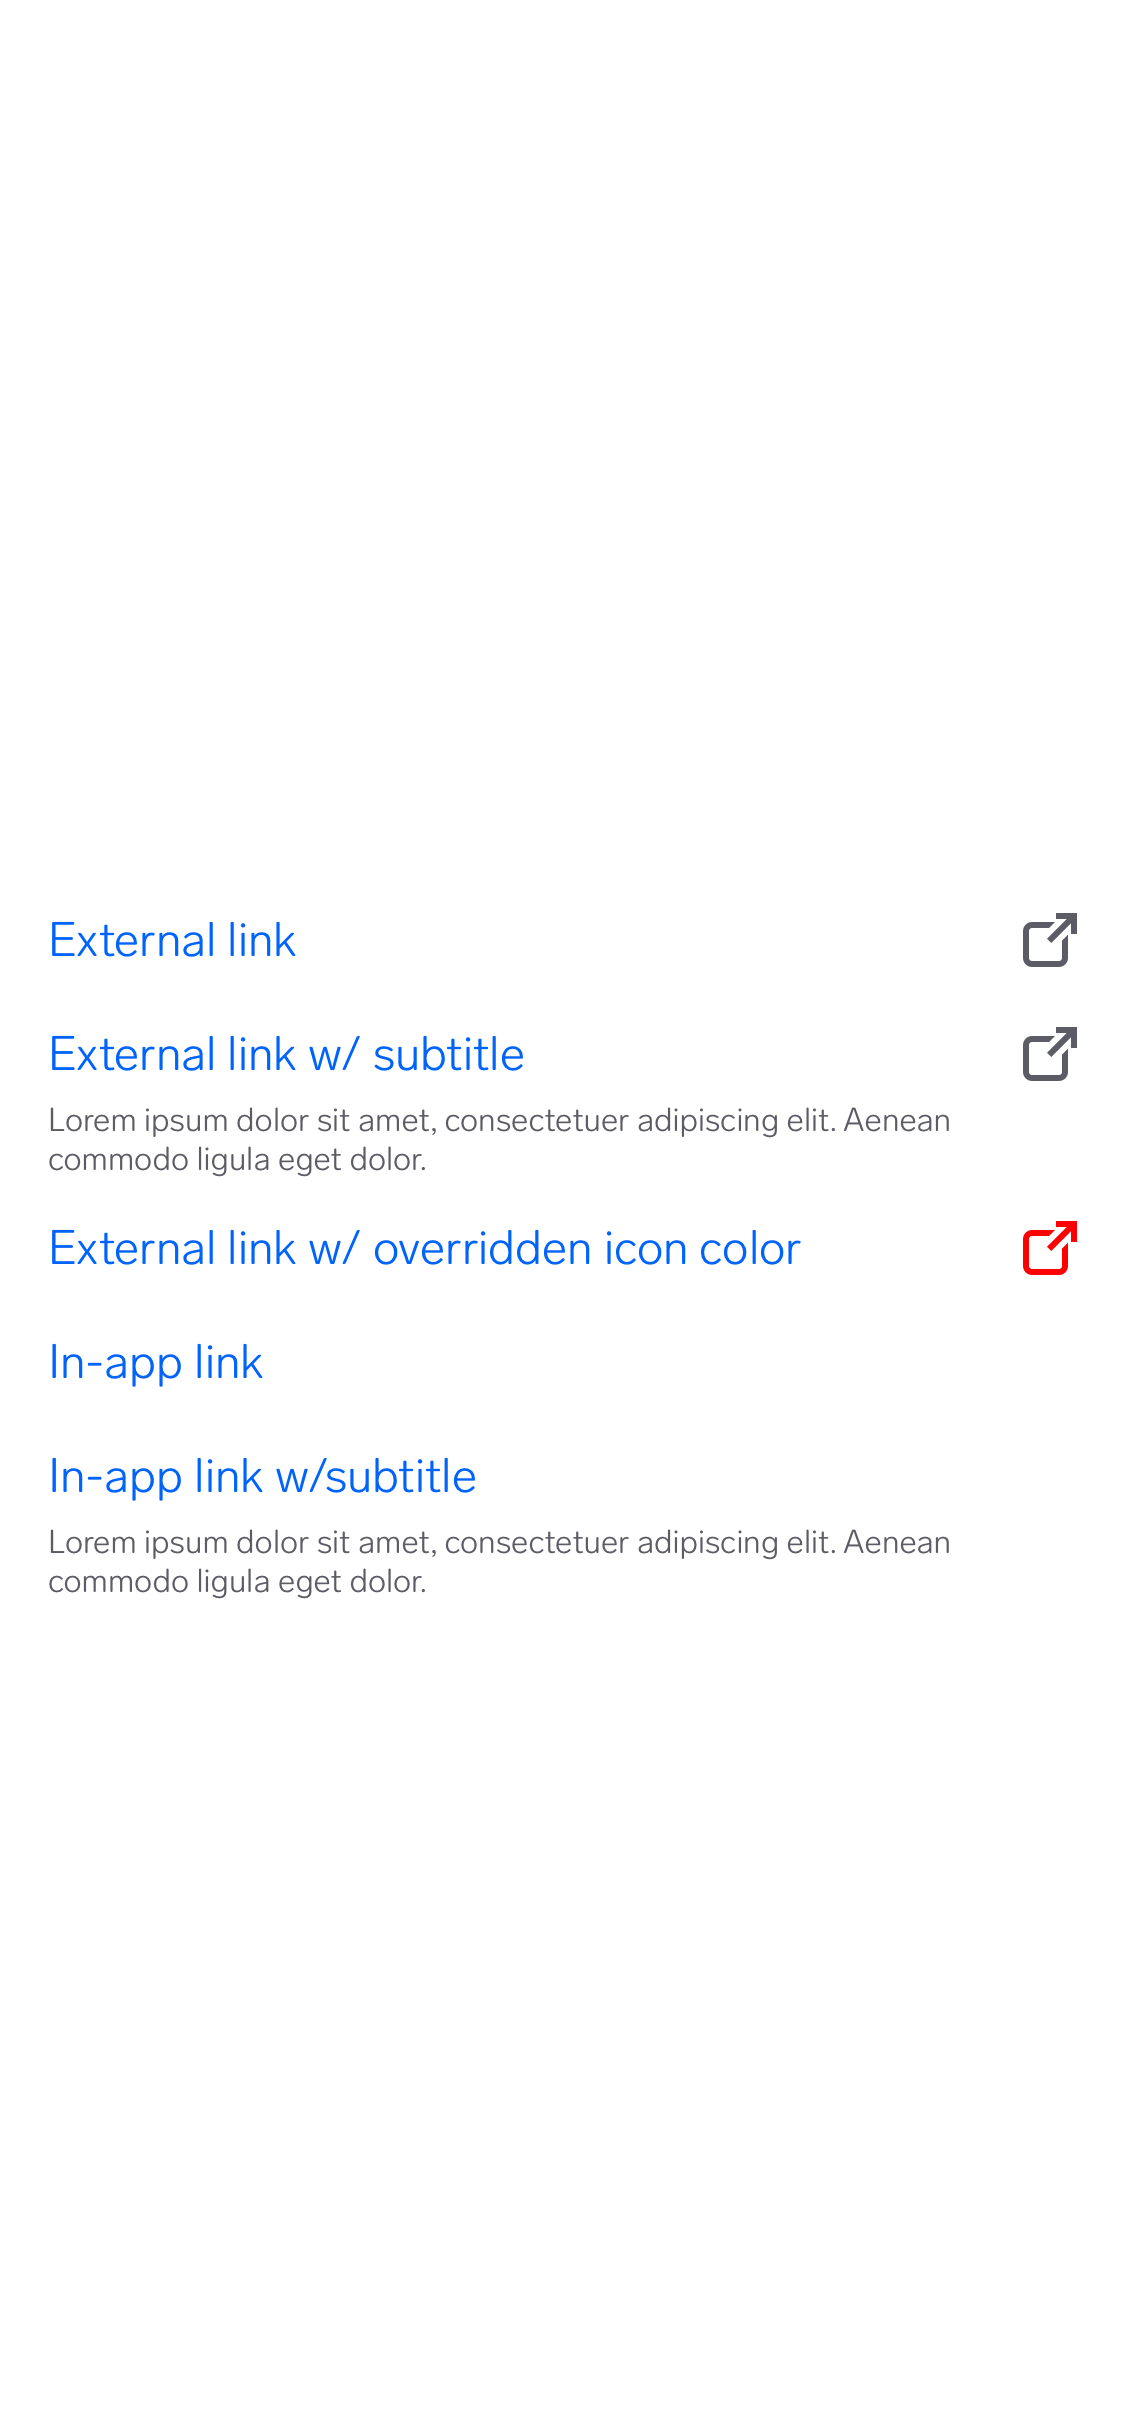 External link
External link w/ subtitle
Lorem ipsum dolor sit amet, consectetuer adipiscing elit. Aenean
commodo ligula eget dolor.
External link w/ overridden icon color
In-app link
In-app link w/subtitle
Lorem ipsum dolor sit amet, consectetuer adipiscing elit. Aenean
commodo ligula eget dolor.